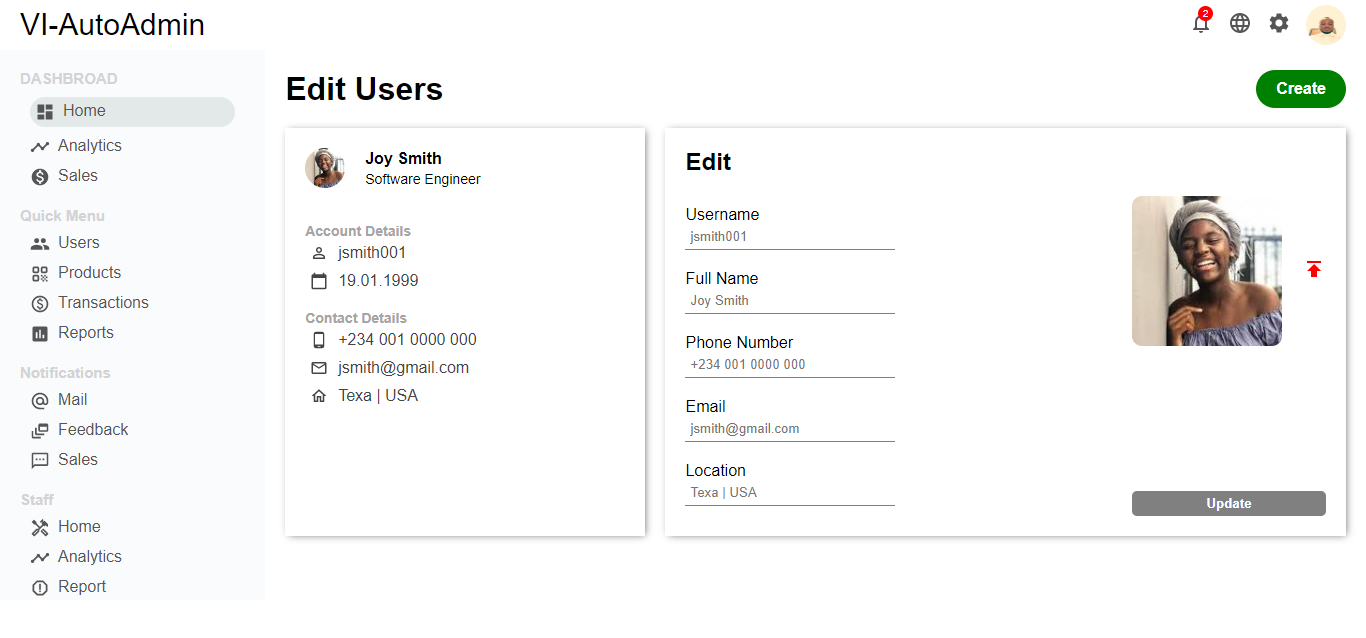 VI-AutoAdmin
2
DASHBROAD
Home
Analytics
Sales
Quick Menu
Users
Products
Transactions
Reports
Notifications
Mail
Feedback
Sales
Staff
Home
Analytics
Report
Edit Users
Create
Joy Smith
Software Engineer
Account Details
jsmith001
19.01.1999
Contact Details
+234 001 0000 000
jsmith@gmail.com
Texa | USA
Edit
Username
jsmith001
Full Name
Joy Smith
Phone Number
+234 001 0000 000
Email
jsmith@gmail.com
Location
Texa | USA
Update